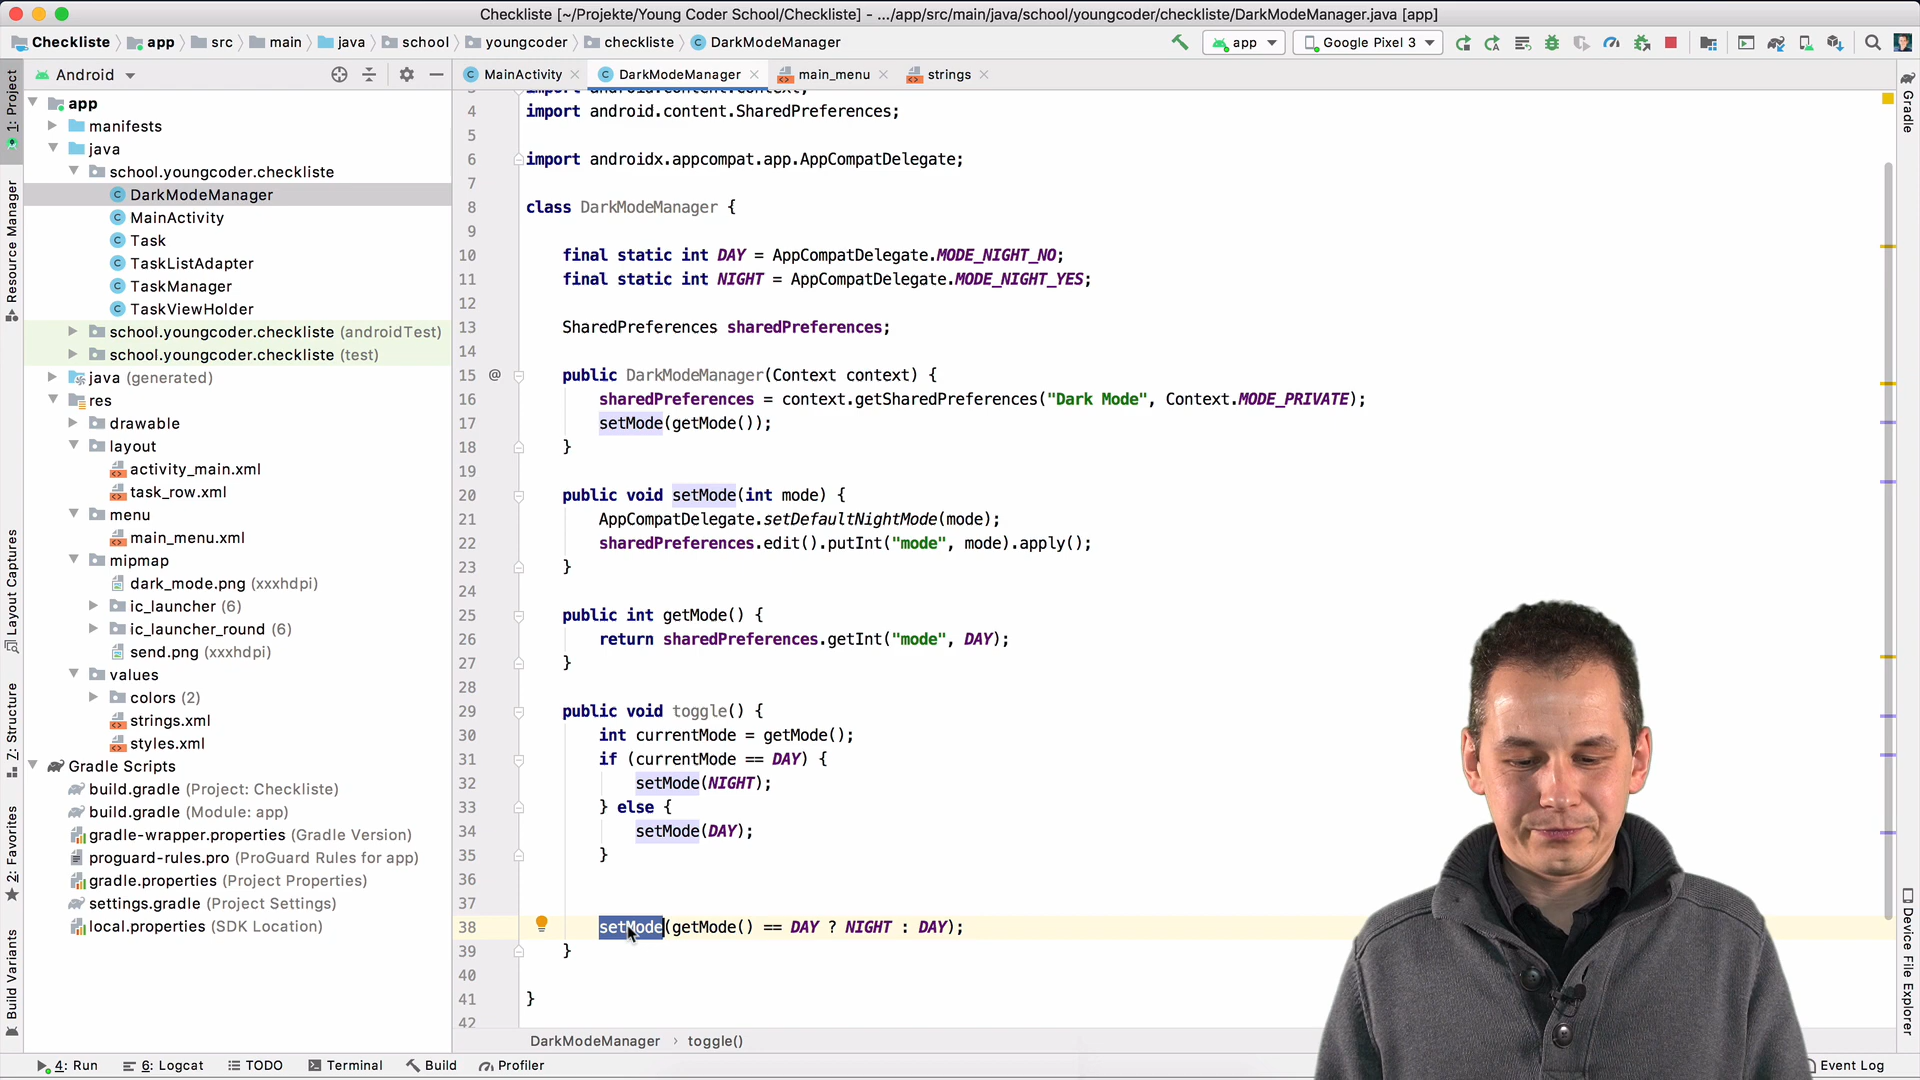 Checkliste [~/Projekte/Young Coder School/Checkliste] - .../app/src/main/java/school/youngcoder/checkliste/DarkModeManager.java [app]
Checkliste app src main java school youngcoder checkliste DarkModeManager app Google Pixel 3
Android
MainActivity DarkModeManager main_menu strings
1: Project
Resource Manager
Layout Captures
Z: Structure
2: Favorites
Build Variants
app
manifests
java
school.youngcoder.checkliste
DarkModeManager
MainActivity
Task
TaskListAdapter
TaskManager
TaskViewHolder
school.youngcoder.checkliste (androidTest)
school.youngcoder.checkliste (test)
java (generated)
res
drawable
layout
activity_main.xml
task_row.xml
menu
main_menu.xml
mipmap
dark_mode.png (xxxhdpi)
ic_launcher (6)
ic_launcher_round (6)
send.png (xxxhdpi)
values
colors (2)
strings.xml
styles.xml
Gradle Scripts
build.gradle (Project: Checkliste)
build.gradle (Module: app)
gradle-wrapper.properties (Gradle Version)
proguard-rules.pro (ProGuard Rules for app)
gradle.properties (Project Properties)
settings.gradle (Project Settings)
local.properties (SDK Location)
3 import android.content.Context;
4 import android.content.SharedPreferences;
5
6 import androidx.appcompat.app.AppCompatDelegate;
7
8 class DarkModeManager {
9
10 final static int DAY = AppCompatDelegate.MODE_NIGHT_NO;
11 final static int NIGHT = AppCompatDelegate.MODE_NIGHT_YES;
12
13 SharedPreferences sharedPreferences;
14
15 @ public DarkModeManager(Context context) {
16 sharedPreferences = context.getSharedPreferences("Dark Mode", Context.MODE_PRIVATE);
17 setMode(getMode());
18 }
19
20 public void setMode(int mode) {
21 AppCompatDelegate.setDefaultNightMode(mode);
22 sharedPreferences.edit().putInt("mode", mode).apply();
23 }
24
25 public int getMode() {
26 return sharedPreferences.getInt("mode", DAY);
27 }
28
29 public void toggle() {
30 int currentMode = getMode();
31 if (currentMode == DAY) {
32 setMode(NIGHT);
33 } else {
34 setMode(DAY);
35 }
36
37
38 setMode(getMode() == DAY ? NIGHT : DAY);
39 }
40
41 }
42
DarkModeManager › toggle()
Gradle
Device File Explorer
4: Run 6: Logcat TODO Terminal Build Profiler Event Log